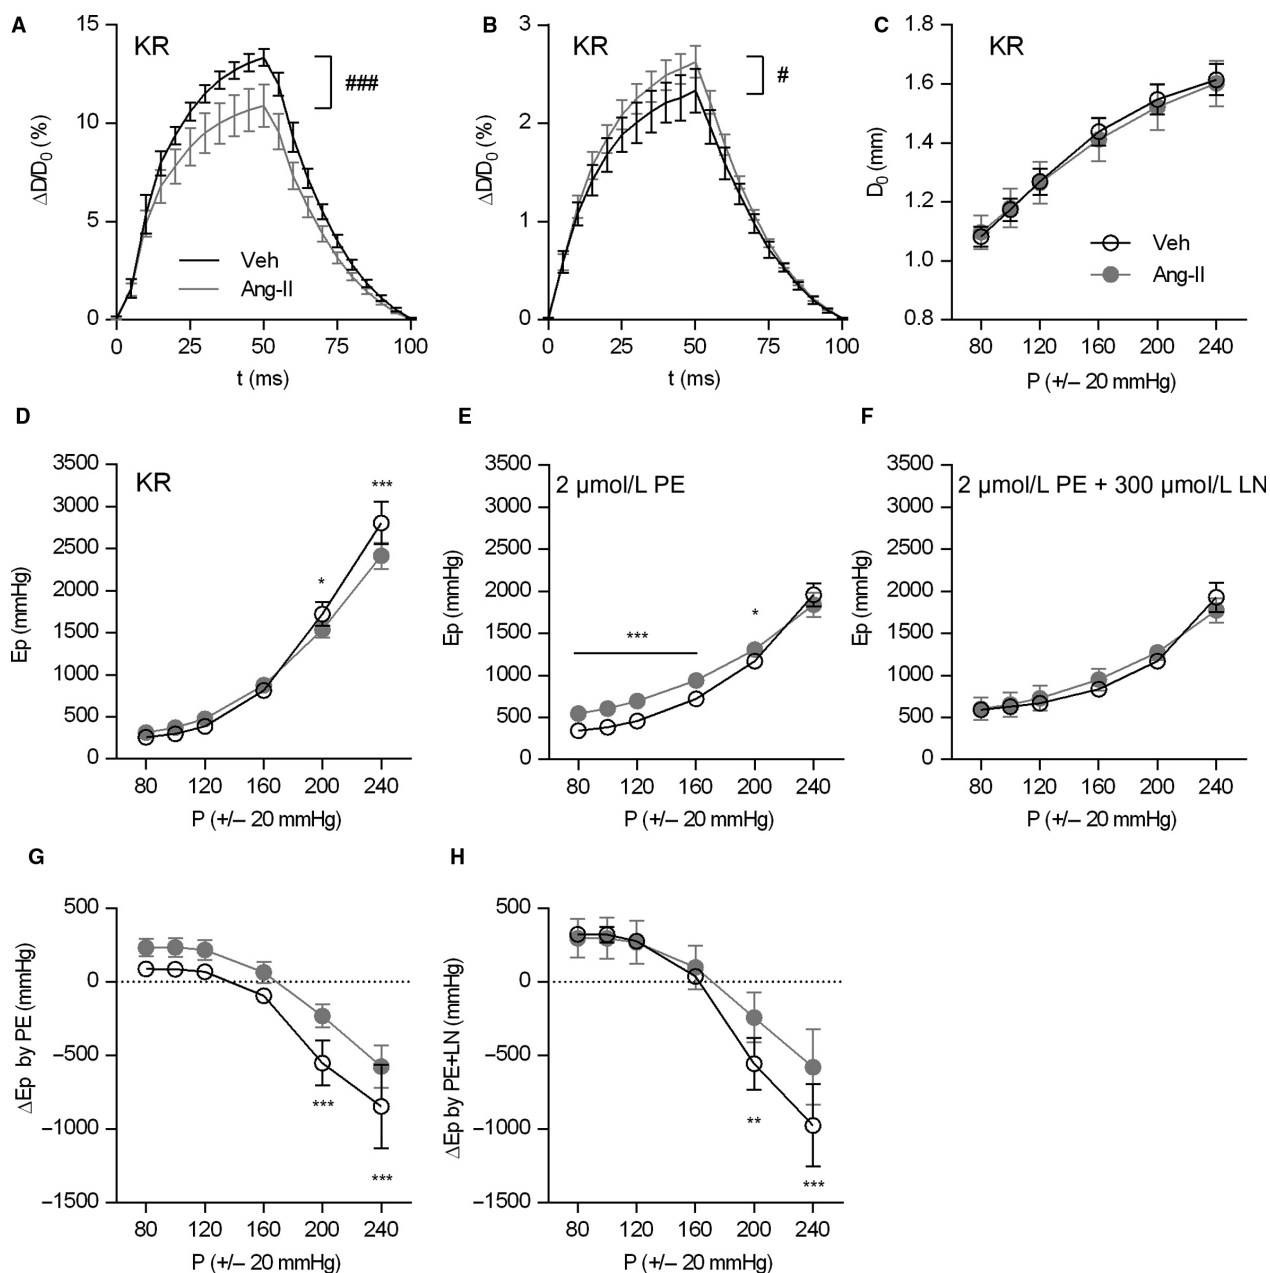 A
KR
###
ΔD/D0 (%)
15
10
5
0
Veh
Ang-II
0 25 50 75 100
t (ms)
B
KR
#
ΔD/D0 (%)
3
2
1
0
0 25 50 75 100
t (ms)
C
KR
D0 (mm)
1.8
1.6
1.4
1.2
1.0
0.8
Veh
Ang-II
80 120 160 200 240
P (+/– 20 mmHg)
D
KR
Ep (mmHg)
3500
3000
2500
2000
1500
1000
500
0
*
***
80 120 160 200 240
P (+/– 20 mmHg)
E
2 µmol/L PE
Ep (mmHg)
3500
3000
2500
2000
1500
1000
500
0
***
*
80 120 160 200 240
P (+/– 20 mmHg)
F
2 µmol/L PE + 300 µmol/L LN
Ep (mmHg)
3500
3000
2500
2000
1500
1000
500
0
80 120 160 200 240
P (+/– 20 mmHg)
G
ΔEp by PE (mmHg)
500
0
–500
–1000
–1500
***
***
80 120 160 200 240
P (+/– 20 mmHg)
H
ΔEp by PE+LN (mmHg)
500
0
–500
–1000
–1500
**
***
80 120 160 200 240
P (+/– 20 mmHg)